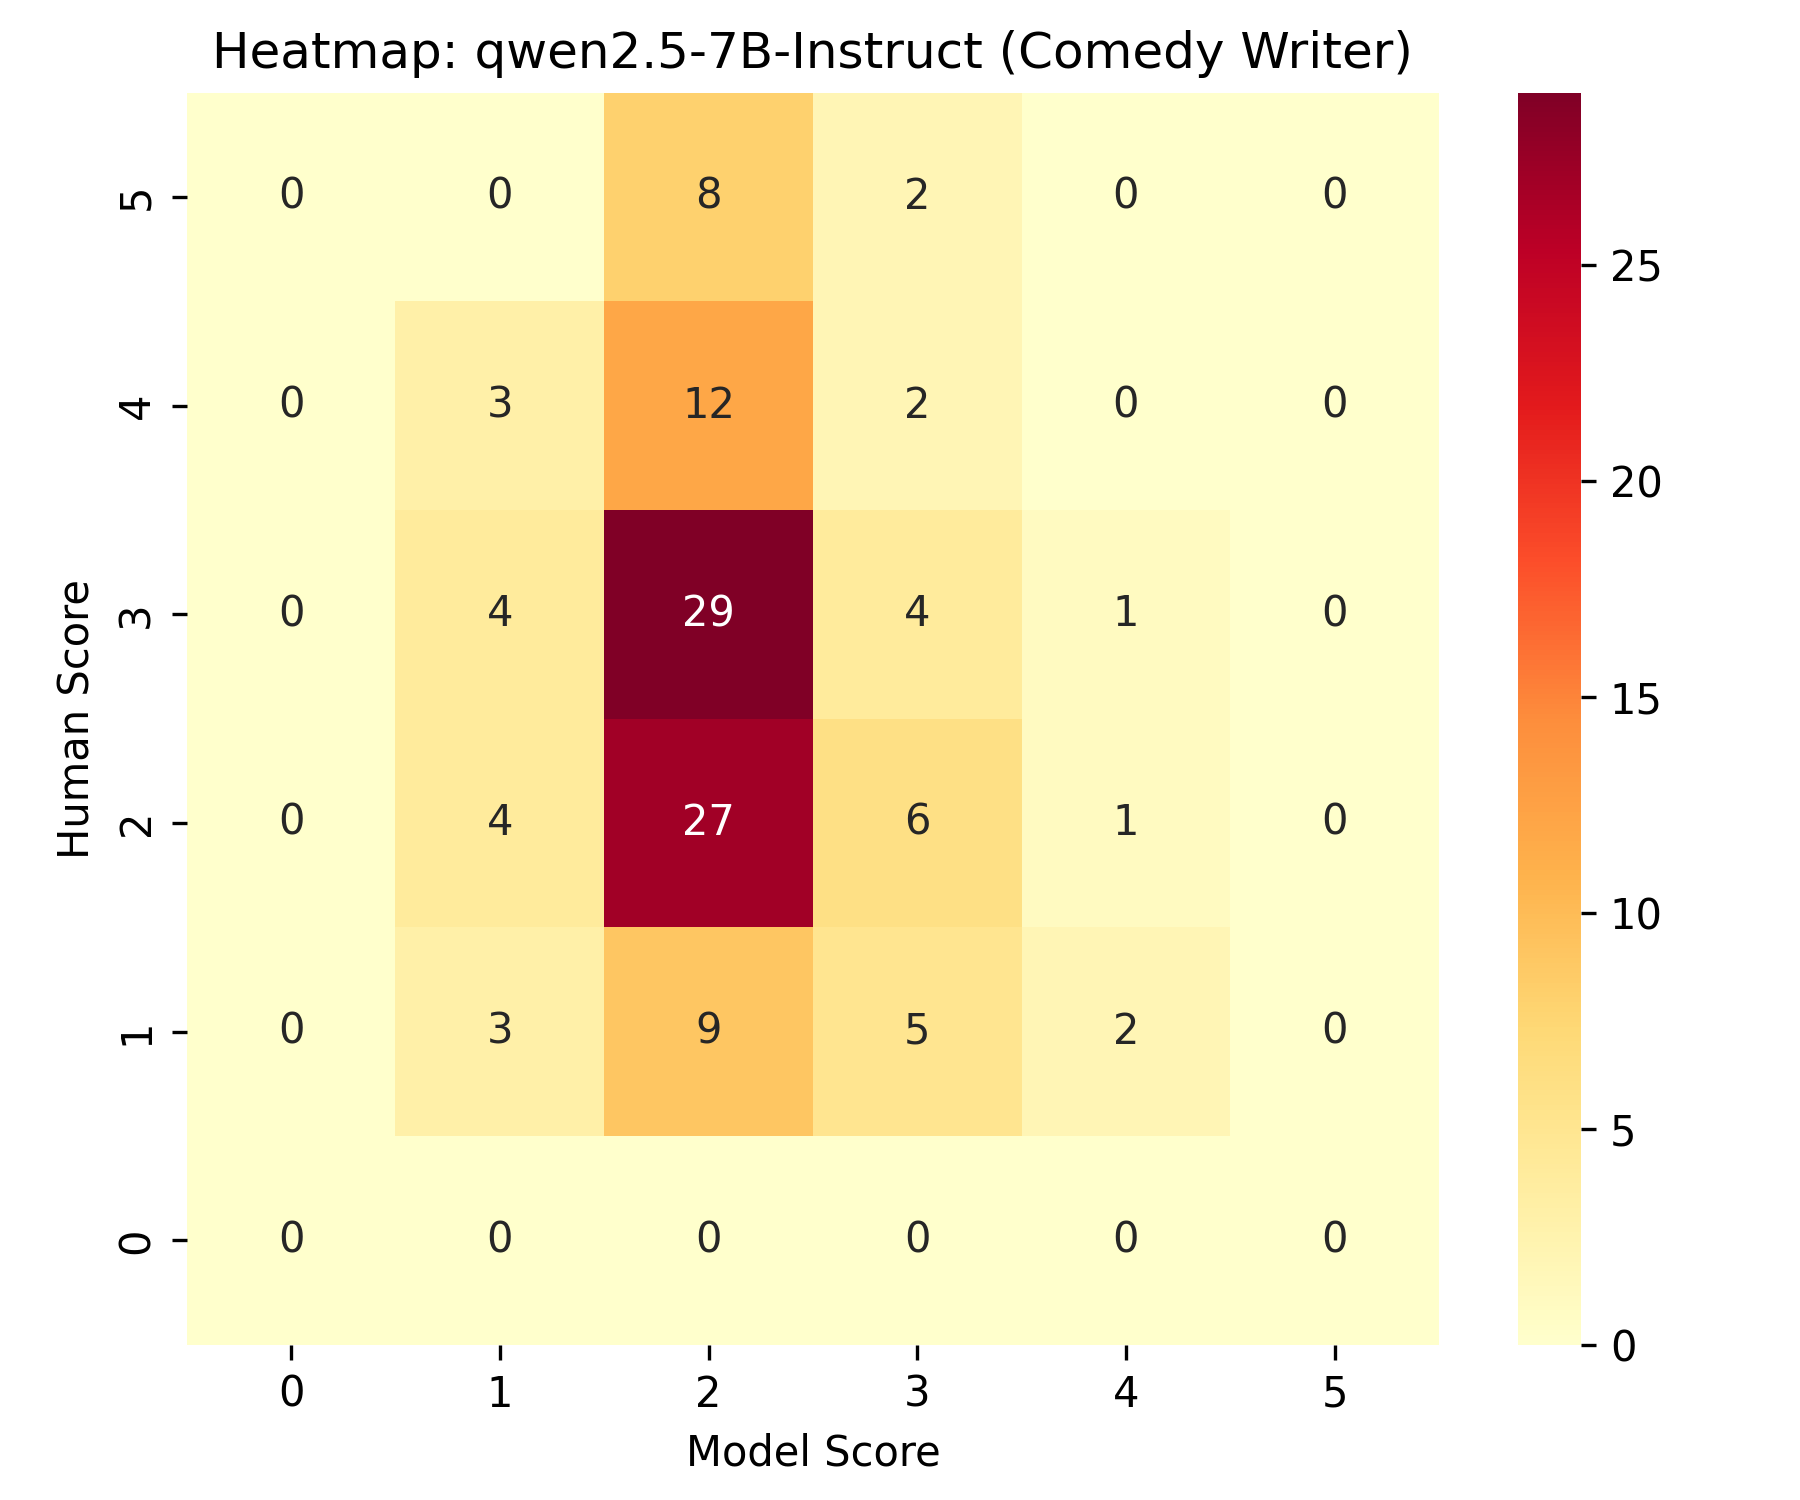 Heatmap: qwen2.5-7B-Instruct (Comedy Writer)
5 0 0 8 2 0 0
4 0 3 12 2 0 0
3 0 4 29 4 1 0
2 0 4 27 6 1 0
1 0 3 9 5 2 0
0 0 0 0 0 0 0
0 1 2 3 4 5
Model Score
Human Score
25
20
15
10
5
0